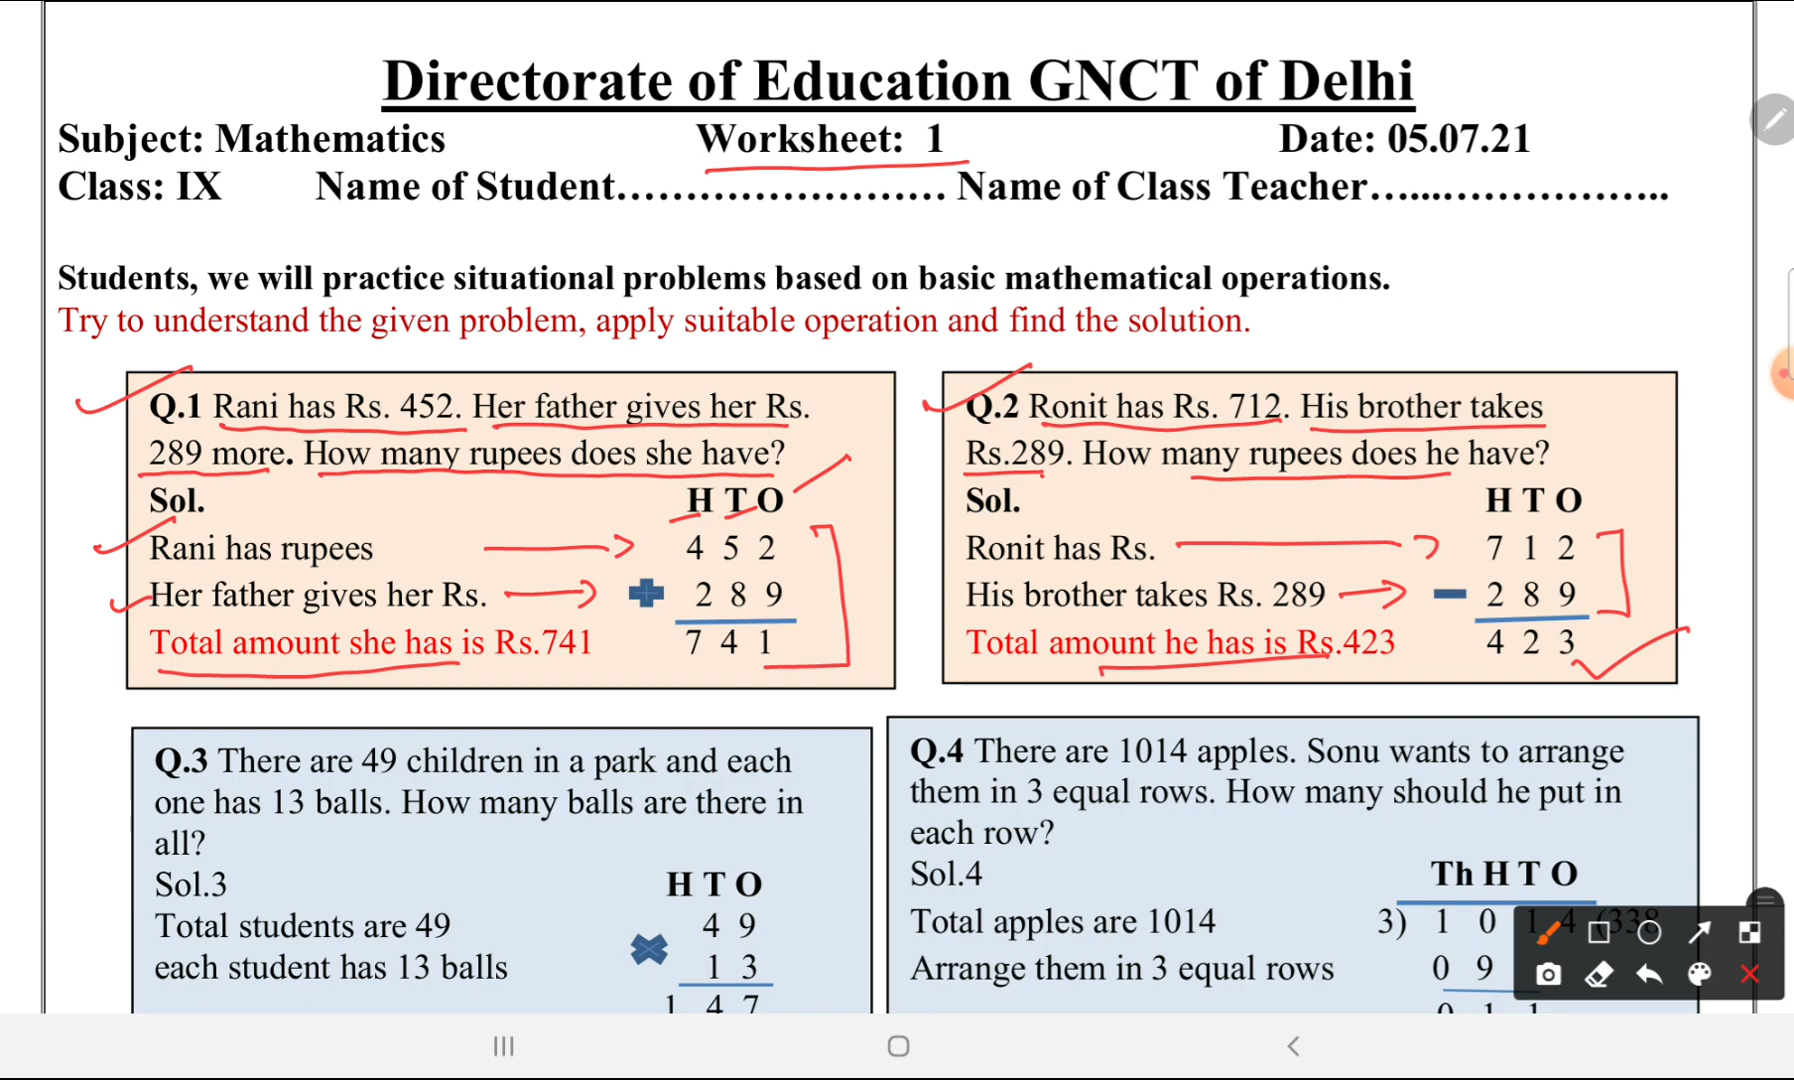 Directorate of Education GNCT of Delhi
Subject: Mathematics Worksheet: 1 Date: 05.07.21
Class: IX Name of Student…………………… Name of Class Teacher…...………………..
Students, we will practice situational problems based on basic mathematical operations.
Try to understand the given problem, apply suitable operation and find the solution.
Q.1 Rani has Rs. 452. Her father gives her Rs.
289 more. How many rupees does she have?
Sol. H T O
Rani has rupees 4 5 2
Her father gives her Rs. + 2 8 9
Total amount she has is Rs.741 7 4 1
Q.2 Ronit has Rs. 712. His brother takes
Rs.289. How many rupees does he have?
Sol. H T O
Ronit has Rs. 7 1 2
His brother takes Rs. 289 - 2 8 9
Total amount he has is Rs.423 4 2 3
Q.3 There are 49 children in a park and each
one has 13 balls. How many balls are there in
all?
Sol.3 H T O
Total students are 49 4 9
each student has 13 balls × 1 3
1 4 7
Q.4 There are 1014 apples. Sonu wants to arrange
them in 3 equal rows. How many should he put in
each row?
Sol.4 Th H T O
Total apples are 1014 3) 1 0 1 4 (338
Arrange them in 3 equal rows 0 9
0 1 1